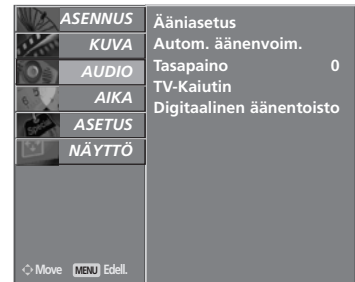 ASENNUS
KUVA
AUDIO
AIKA
ASETUS
NÄYTTÖ
Ääniasetus
Autom. äänenvoim.
Tasapaino 0
TV-Kaiutin
Digitaalinen äänentoisto
Move MENU Edell.